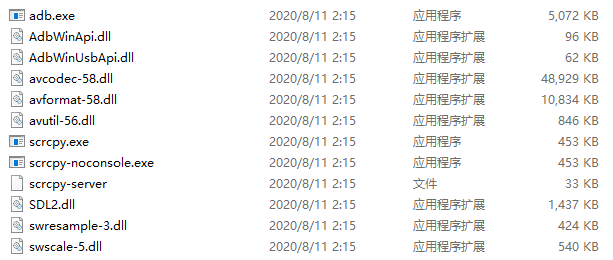 adb.exe 2020/8/11 2:15 应用程序 5,072 KB
AdbWinApi.dll 2020/8/11 2:15 应用程序扩展 96 KB
AdbWinUsbApi.dll 2020/8/11 2:15 应用程序扩展 62 KB
avcodec-58.dll 2020/8/11 2:15 应用程序扩展 48,929 KB
avformat-58.dll 2020/8/11 2:15 应用程序扩展 10,834 KB
avutil-56.dll 2020/8/11 2:15 应用程序扩展 846 KB
scrcpy.exe 2020/8/11 2:15 应用程序 453 KB
scrcpy-noconsole.exe 2020/8/11 2:15 应用程序 453 KB
scrcpy-server 2020/8/11 2:15 文件 33 KB
SDL2.dll 2020/8/11 2:15 应用程序扩展 1,437 KB
swresample-3.dll 2020/8/11 2:15 应用程序扩展 424 KB
swscale-5.dll 2020/8/11 2:15 应用程序扩展 540 KB